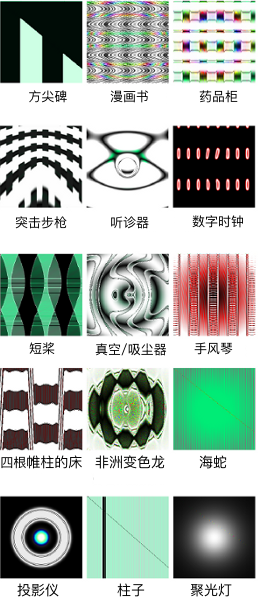 方尖碑 漫画书 药品柜
突击步枪 听诊器 数字时钟
短桨 真空/吸尘器 手风琴
四根帷柱的床 非洲变色龙 海蛇
投影仪 柱子 聚光灯